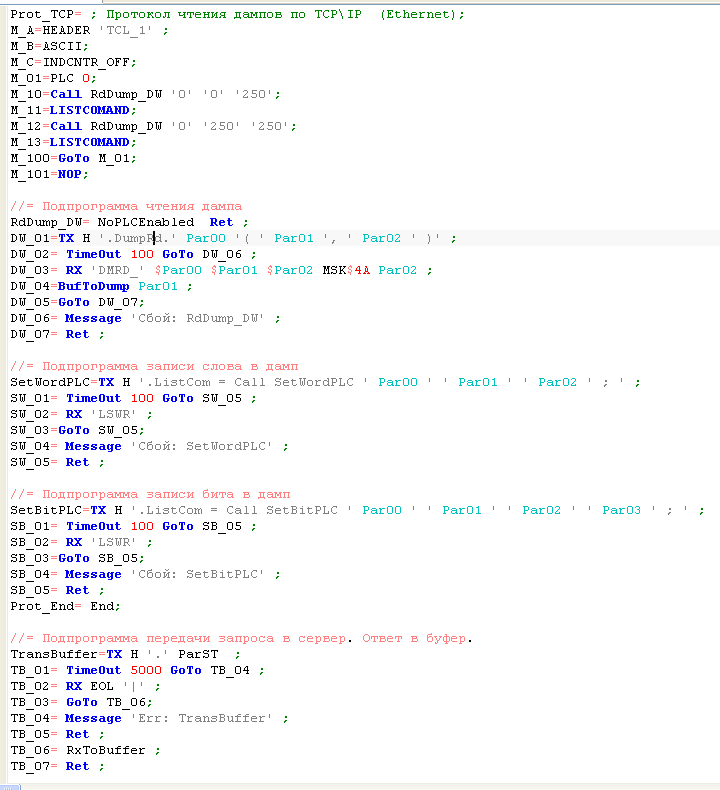 Prot_TCP= ; Протокол чтения дампов по TCP\IP  (Ethernet);
M_A=HEADER 'TCL_1' ;
M_B=ASCII;
M_C=INDCNTR_OFF;
M_01=PLC 0;
M_10=Call RdDump_DW '0' '0' '250';
M_11=LISTCOMAND;
M_12=Call RdDump_DW '0' '250' '250';
M_13=LISTCOMAND;
M_100=GoTo M_01;
M_101=NOP;
//= Подпрограмма чтения дампа
RdDump_DW= NoPLCEnabled  Ret ;
DW_01=TX H '.DumpRd.' Par00 '( ' Par01 ', ' Par02 ' )' ;
DW_02= TimeOut 100 GoTo DW_06 ;
DW_03= RX 'DMRD_' $Par00 $Par01 $Par02 MSK$4A Par02 ;
DW_04=BufToDump Par01 ;
DW_05=GoTo DW_07;
DW_06= Message 'Сбой: RdDump_DW' ;
DW_07= Ret ;
//= Подпрограмма записи слова в дамп
SetWordPLC=TX H '.ListCom = Call SetWordPLC ' Par00 ' ' Par01 ' ' Par02 ' ; ' ;
SW_01= TimeOut 100 GoTo SW_05 ;
SW_02= RX 'LSWR' ;
SW_03=GoTo SW_05;
SW_04= Message 'Сбой: SetWordPLC' ;
SW_05= Ret ;
//= Подпрограмма записи бита в дамп
SetBitPLC=TX H '.ListCom = Call SetBitPLC ' Par00 ' ' Par01 ' ' Par02 ' ' Par03 ' ; ' ;
SB_01= TimeOut 100 GoTo SB_05 ;
SB_02= RX 'LSWR' ;
SB_03=GoTo SB_05;
SB_04= Message 'Сбой: SetBitPLC' ;
SB_05= Ret ;
Prot_End= End;
//= Подпрограмма передачи запроса в сервер. Ответ в буфер.
TransBuffer=TX H '.' ParST  ;
TB_01= TimeOut 5000 GoTo TB_04 ;
TB_02= RX EOL '|' ;
TB_03= GoTo TB_06;
TB_04= Message 'Err: TransBuffer' ;
TB_05= Ret ;
TB_06= RxToBuffer ;
TB_07= Ret ;